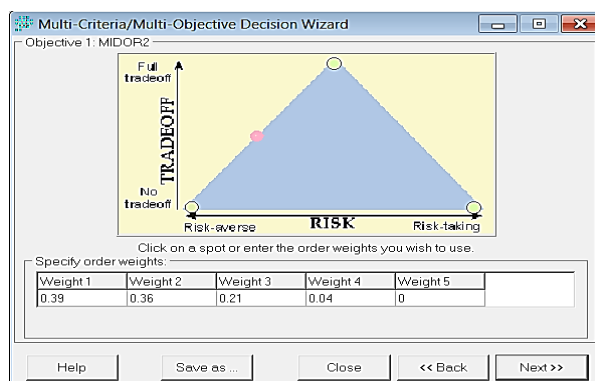 Multi-Criteria/Multi-Objective Decision Wizard
Objective 1: MIDOR2
Full
tradeoff
TRADEOFF
No
tradeoff
Risk-averse RISK Risk-taking
Click on a spot or enter the order weights you wish to use.
Specify order weights:
Weight 1 Weight 2 Weight 3 Weight 4 Weight 5
0.39 0.36 0.21 0.04 0
Help Save as ... Close << Back Next >>